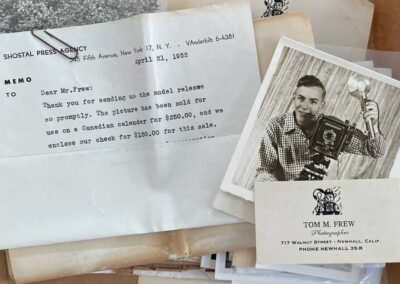 SHOSTAL PRESS AGENCY
545 Fifth Avenue, New York 17, N. Y. · VAnderbilt 6-4381
MEMO
April 21, 1952
TO
Dear Mr.Frew:
Thank you for sending us the model release
so promptly. The picture has been sold for
use on a Canadian calendar for $250.00, and we
enclose our check for $150.00 for this sale.
TOM M. FREW
Photographer
717 WALNUT STREET - NEWHALL, CALIF.
PHONE NEWHALL 35-R